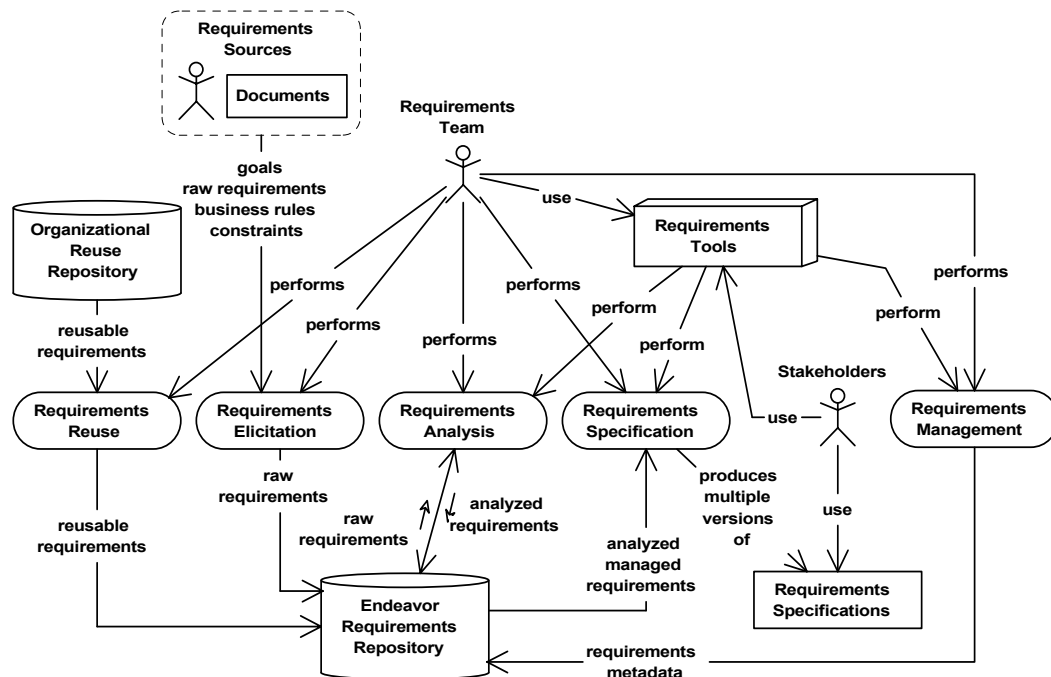 Requirements
Sources
Documents
Requirements
Team
goals
raw requirements
business rules
constraints
use
Organizational
Reuse
Repository
Requirements
Tools
performs
performs
performs
performs
performs
perform
perform
perform
reusable
requirements
Stakeholders
use
Requirements
Reuse
Requirements
Elicitation
Requirements
Analysis
Requirements
Specification
Requirements
Management
raw
requirements
reusable
requirements
raw
requirements
analyzed
requirements
produces
multiple
versions
of
use
analyzed
managed
requirements
Endeavor
Requirements
Repository
Requirements
Specifications
requirements
metadata